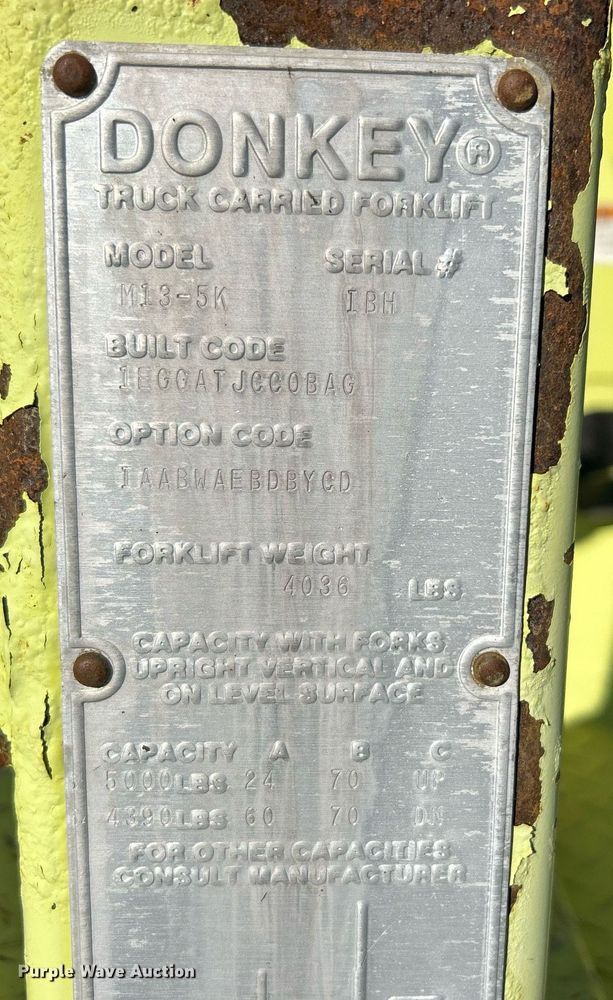 DONKEY®
TRUCK CARRIED FORKLIFT
MODEL SERIAL #
M13-5K IBH
BUILT CODE
OPTION CODE
IAABWAEBDBYCD
FORKLIFT WEIGHT
4036 LBS
CAPACITY WITH FORKS
UPRIGHT VERTICAL AND
ON LEVEL SURFACE
CAPACITY A B C
5000LBS 24 70 UP
4390LBS 60 70 DN
FOR OTHER CAPACITIES
CONSULT MANUFACTURER
Purple Wave Auction